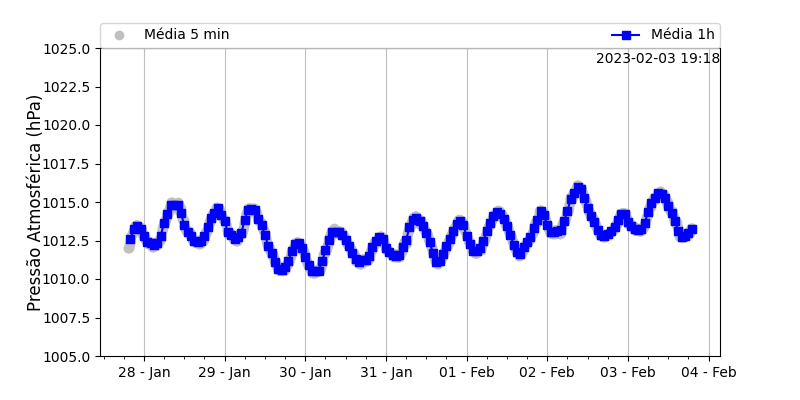 Média 5 min
Média 1h
2023-02-03 19:18
Pressão Atmosférica (hPa)
1025.0
1022.5
1020.0
1017.5
1015.0
1012.5
1010.0
1007.5
1005.0
28 - Jan
29 - Jan
30 - Jan
31 - Jan
01 - Feb
02 - Feb
03 - Feb
04 - Feb